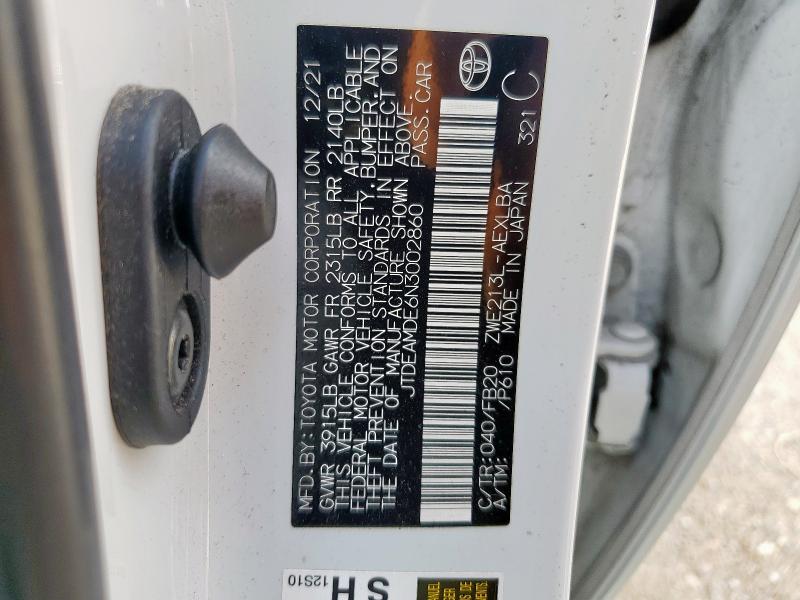 MFD.BY:TOYOTA MOTOR CORPORATION 12/21
GVWR 3915LB GAWR FR 2315LB RR 2140LB
THIS VEHICLE CONFORMS TO ALL APPLICABLE
FEDERAL MOTOR VEHICLE SAFETY, BUMPER, AND
THEFT PREVENTION STANDARDS IN EFFECT ON
THE DATE OF MANUFACTURE SHOWN ABOVE.
JTDEAMDE6N3002860 PASS.CAR
C/TR:040/FB20 ZWE213L-AEXLBA
A/TM: /P610 MADE IN JAPAN 321 C
12S10
SH